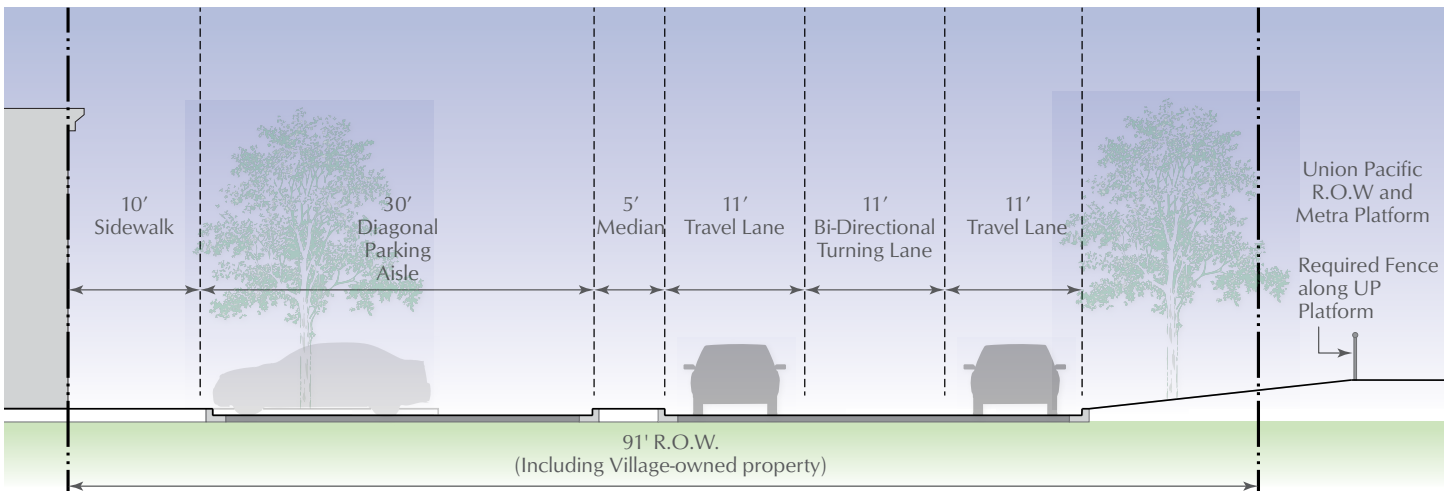 10′
Sidewalk
30′
Diagonal
Parking
Aisle
5′
Median
11′
Travel Lane
11′
Bi-Directional
Turning Lane
11′
Travel Lane
Union Pacific
R.O.W and
Metra Platform
Required Fence
along UP
Platform
91' R.O.W.
(Including Village-owned property)